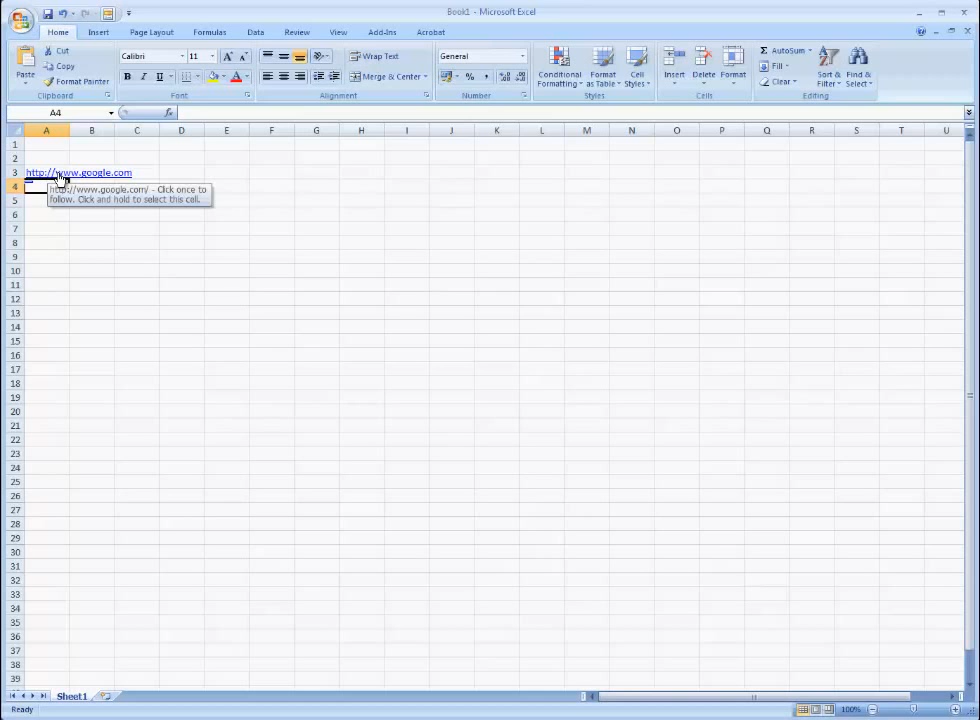 Book1 - Microsoft Excel
Home Insert Page Layout Formulas Data Review View Add-Ins Acrobat
Paste
Cut
Copy
Format Painter
Clipboard
Calibri 11
B I U
Font
Wrap Text
Merge & Center
Alignment
General
Number
Conditional Formatting
Format as Table
Cell Styles
Styles
Insert Delete Format
Cells
AutoSum
Fill
Clear
Sort & Filter
Find & Select
Editing
A4 fx
A B C D E F G H I J K L M N O P Q R S T U
1
2
3 http://www.google.com
4
http://www.google.com/ - Click once to
follow. Click and hold to select this cell.
5
6
7
8
9
10
11
12
13
14
15
16
17
18
19
20
21
22
23
24
25
26
27
28
29
30
31
32
33
34
35
36
37
38
39
Sheet1
Ready 100%